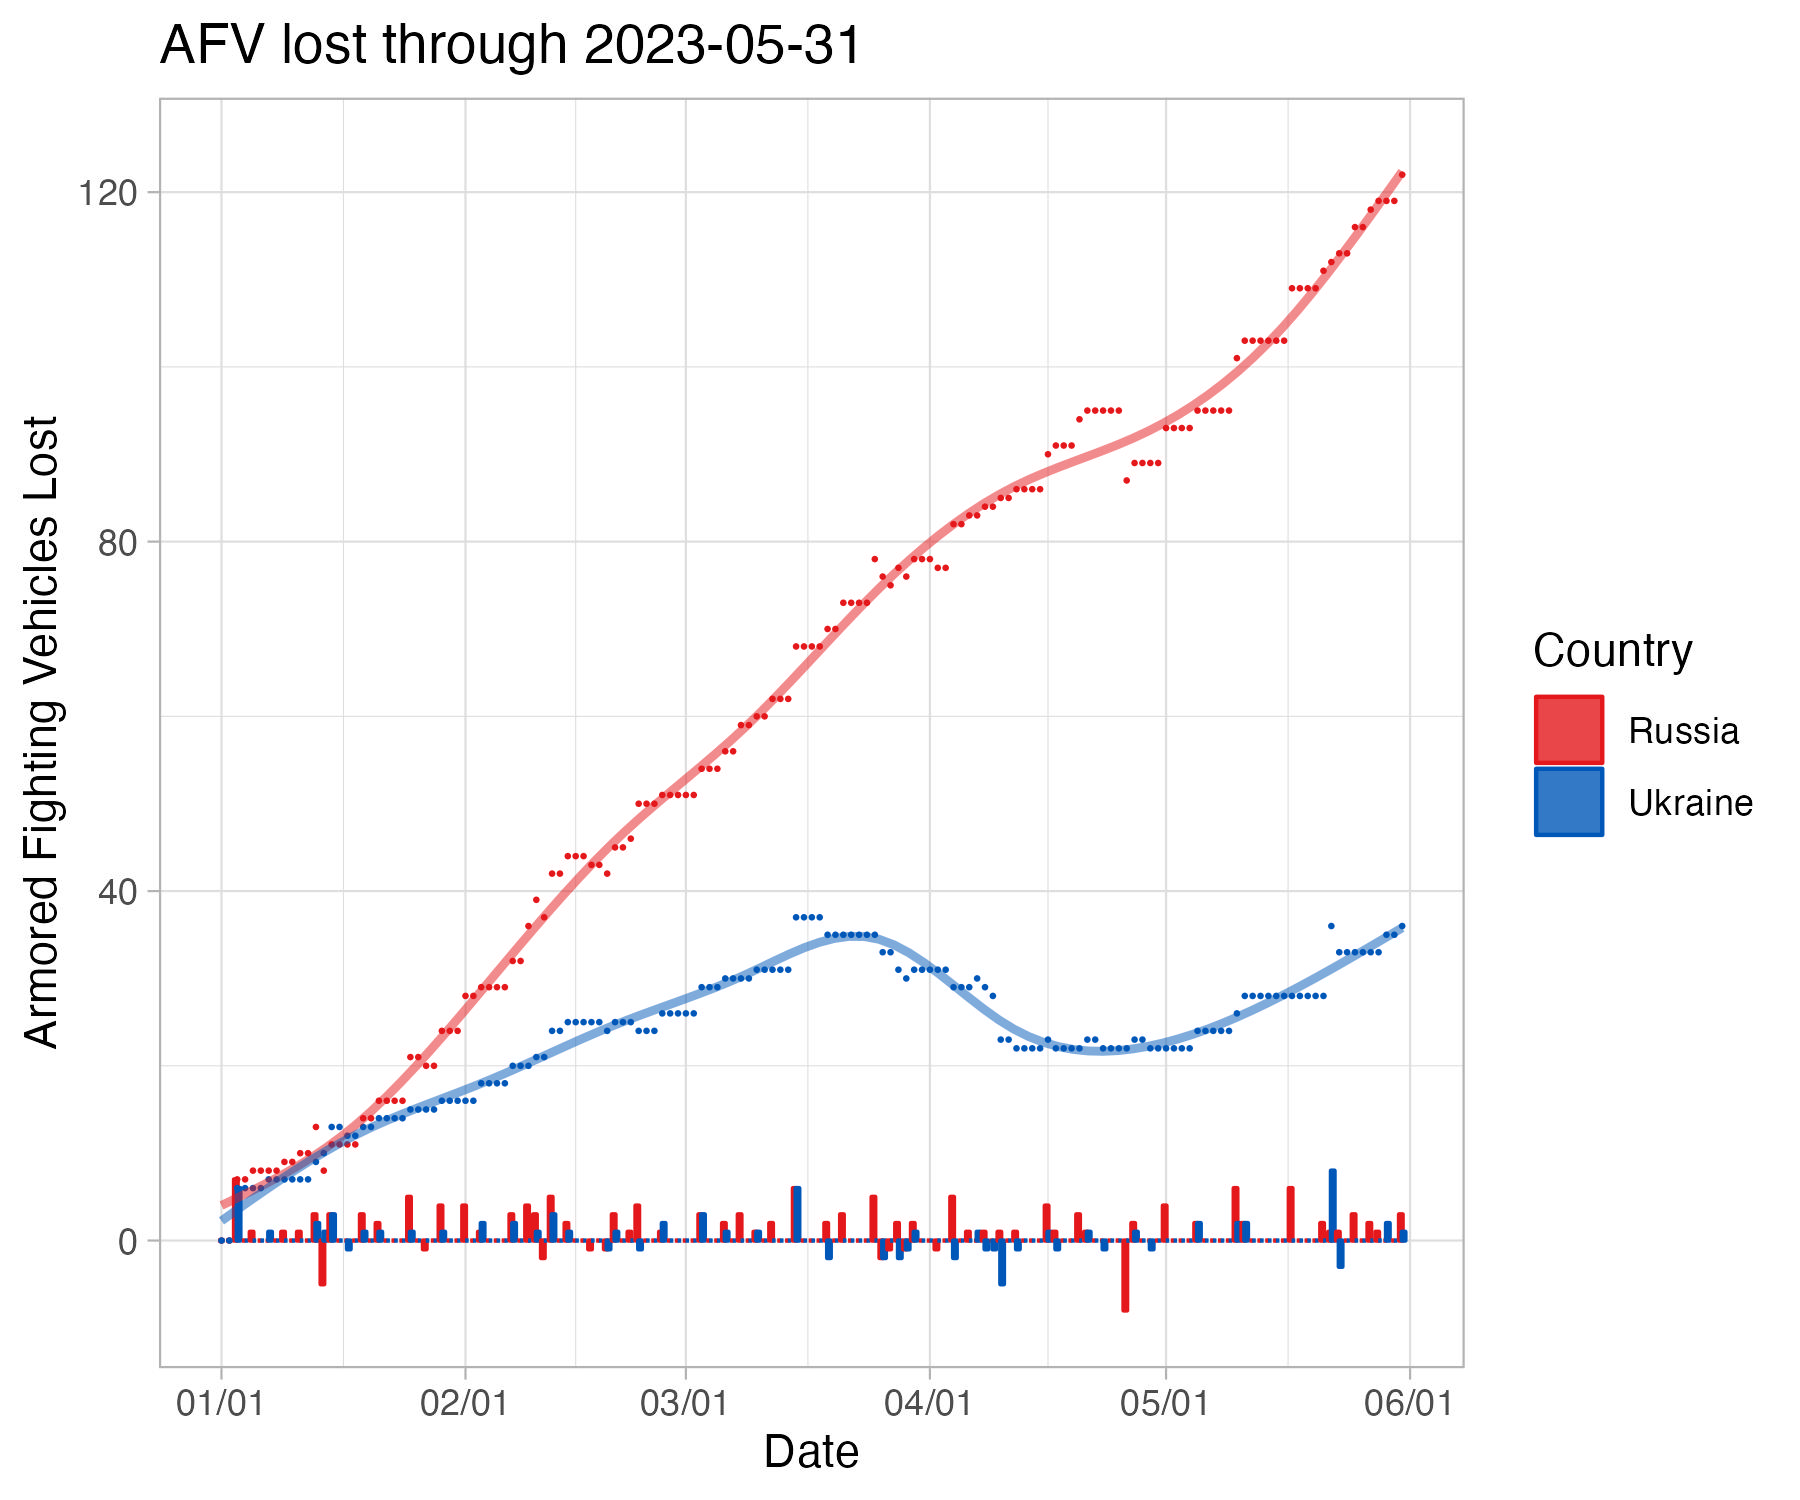 AFV lost through 2023-05-31
Armored Fighting Vehicles Lost
120
80
40
0
01/01 02/01 03/01 04/01 05/01 06/01
Date
Country
Russia
Ukraine